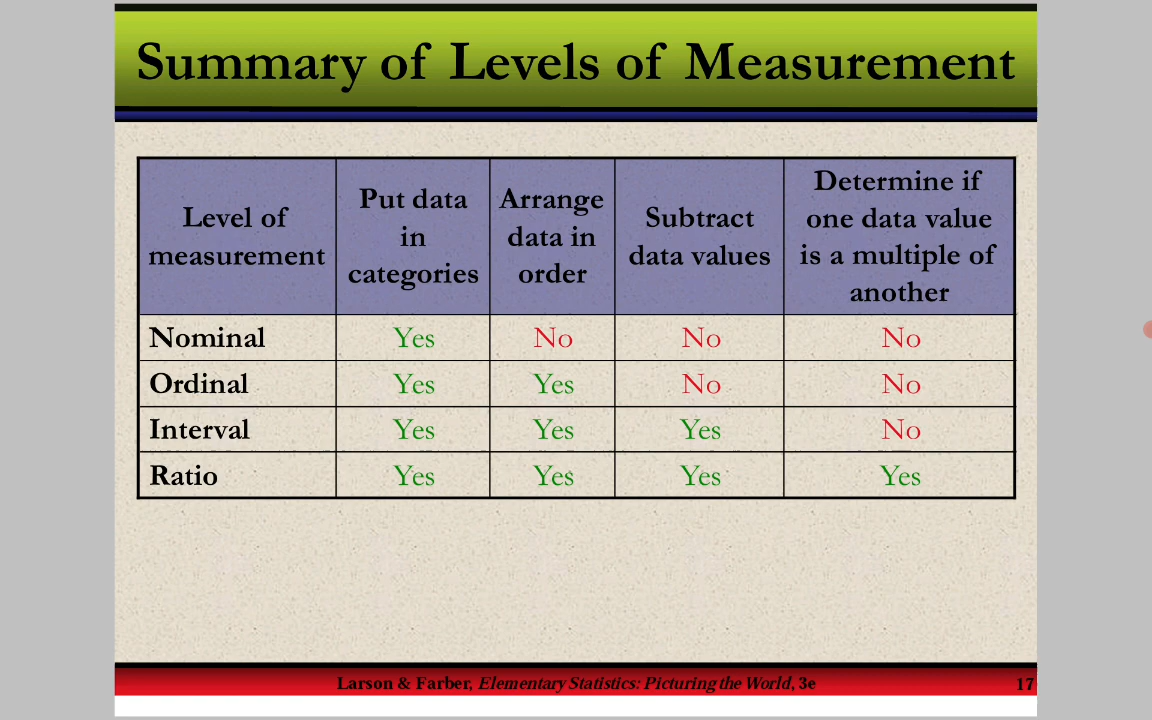 Summary of Levels of Measurement
Level of
measurement
Put data
in
categories
Arrange
data in
order
Subtract
data values
Determine if
one data value
is a multiple of
another
Nominal Yes No No No
Ordinal Yes Yes No No
Interval Yes Yes Yes No
Ratio Yes Yes Yes Yes
Larson & Farber, Elementary Statistics: Picturing the World, 3e 17